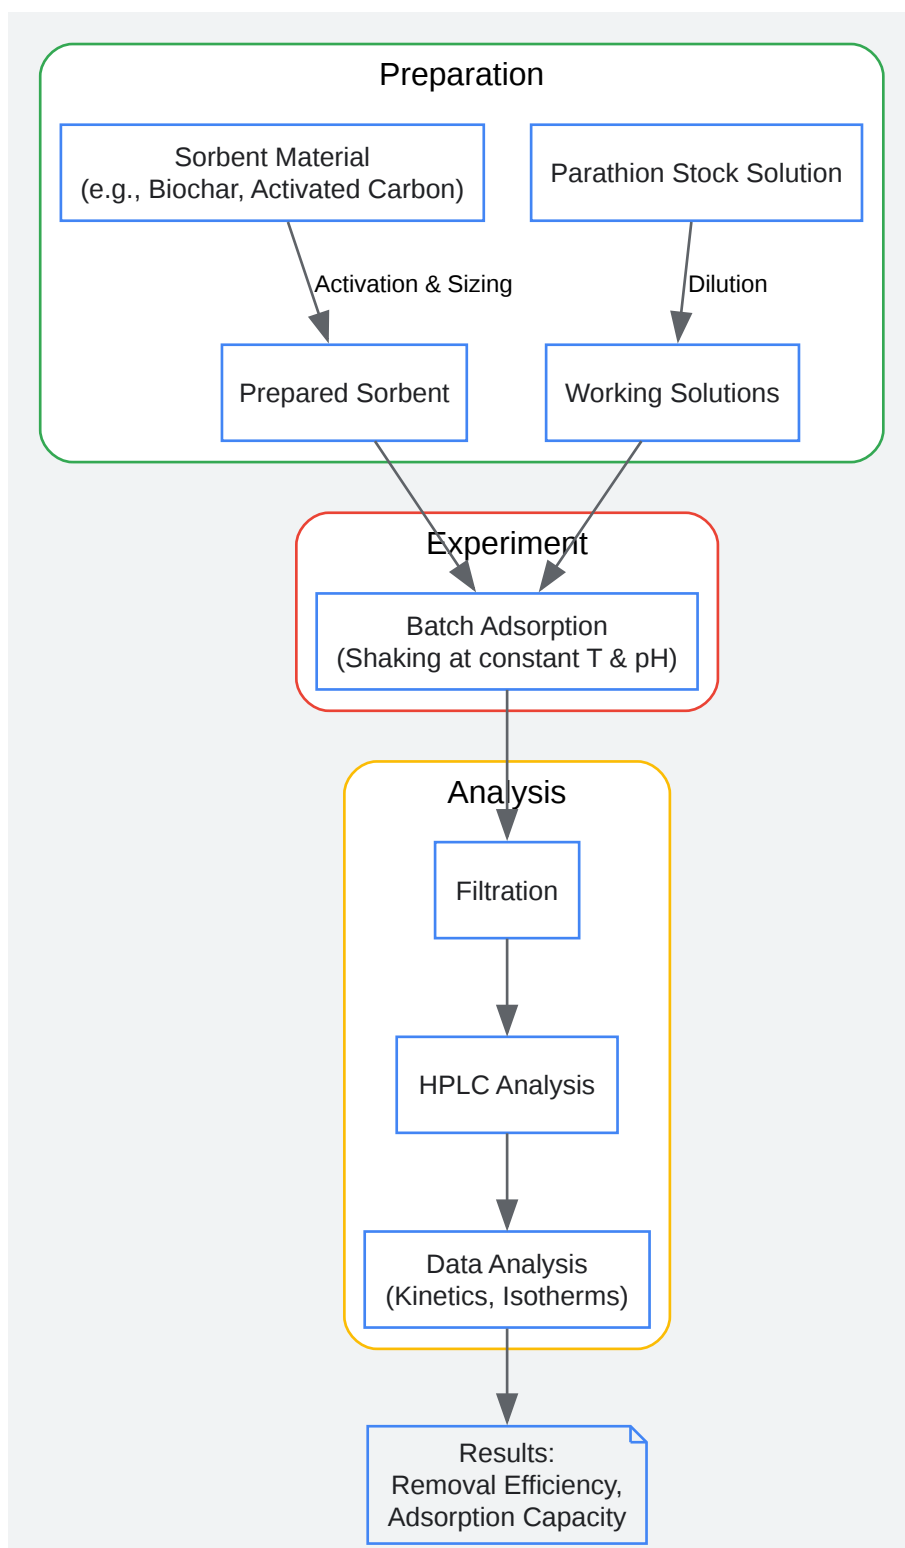 Preparation
Sorbent Material
(e.g., Biochar, Activated Carbon)
Parathion Stock Solution
Activation & Sizing
Dilution
Prepared Sorbent
Working Solutions
Experiment
Batch Adsorption
(Shaking at constant T & pH)
Analysis
Filtration
HPLC Analysis
Data Analysis
(Kinetics, Isotherms)
Results:
Removal Efficiency,
Adsorption Capacity